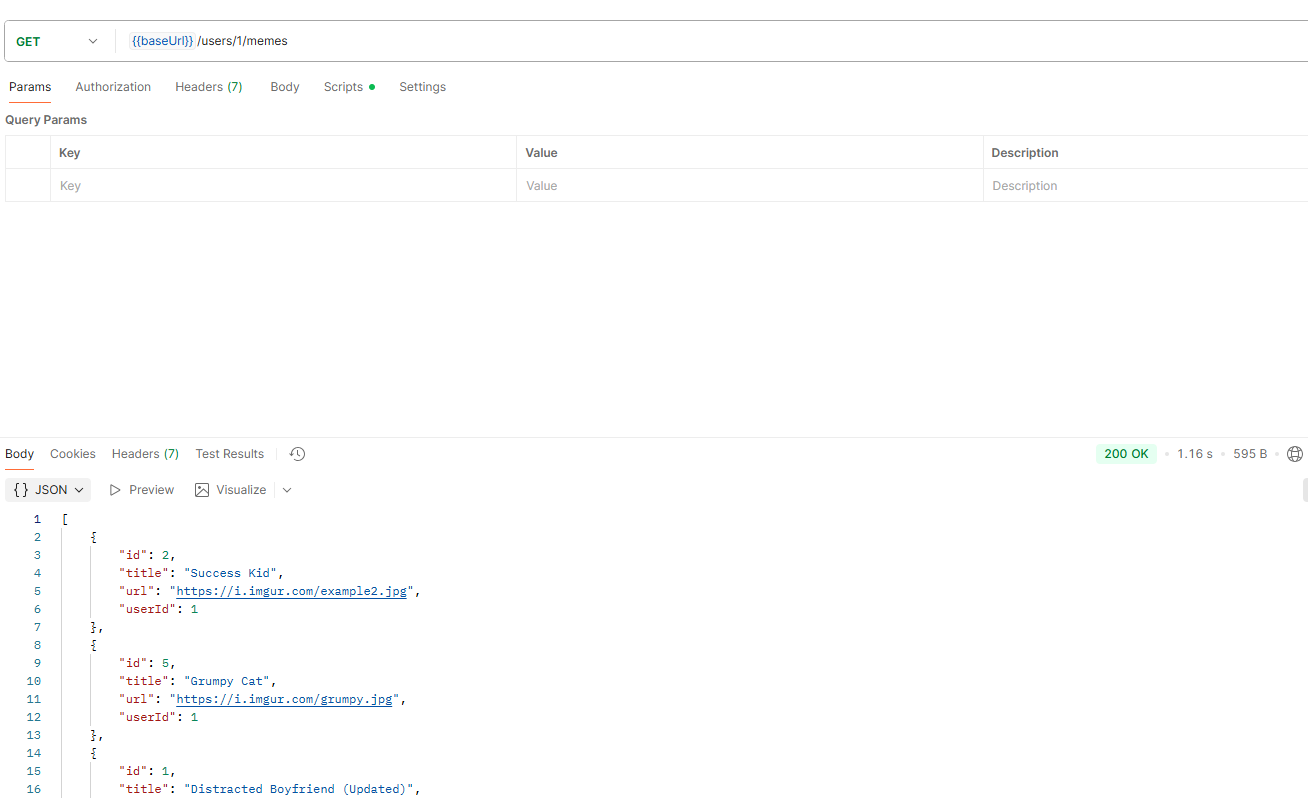 GET {{baseUrl}} /users/1/memes
Params Authorization Headers (7) Body Scripts Settings
Query Params
Key Value Description
Key Value Description
Body Cookies Headers (7) Test Results 200 OK 1.16 s 595 B
{} JSON Preview Visualize
1 [
2 {
3 "id": 2,
4 "title": "Success Kid",
5 "url": "https://i.imgur.com/example2.jpg",
6 "userId": 1
7 },
8 {
9 "id": 5,
10 "title": "Grumpy Cat",
11 "url": "https://i.imgur.com/grumpy.jpg",
12 "userId": 1
13 },
14 {
15 "id": 1,
16 "title": "Distracted Boyfriend (Updated)",